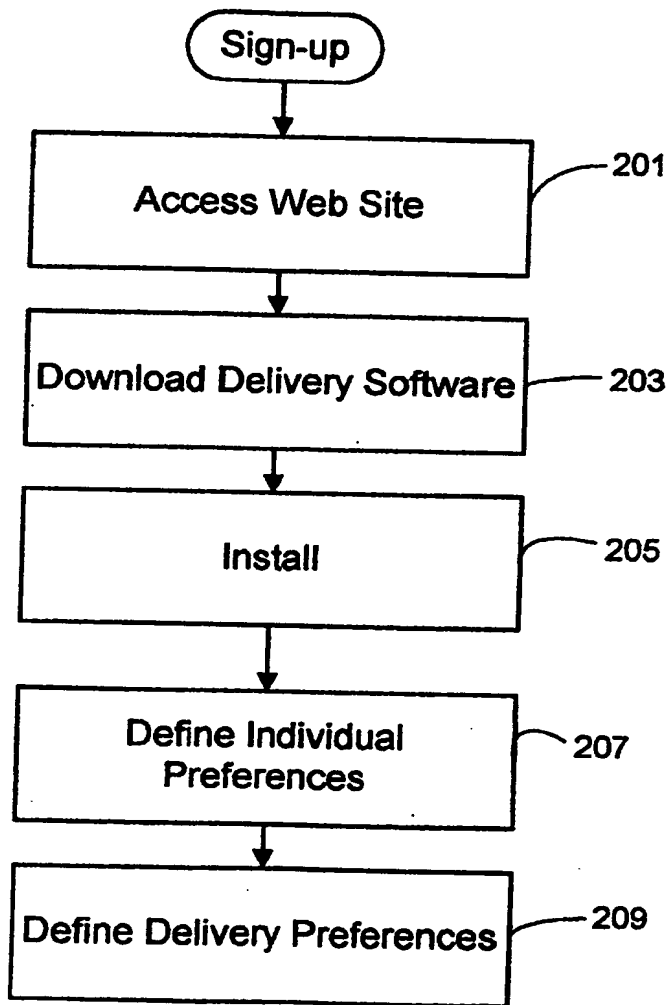 Sign-up
Access Web Site
201
Download Delivery Software
203
Install
205
Define Individual
Preferences
207
Define Delivery Preferences
209